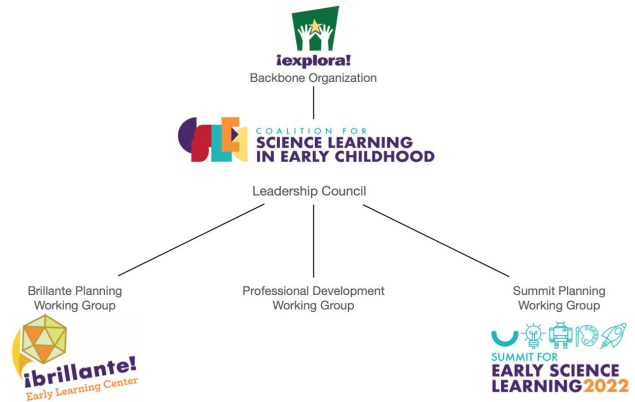 ¡explora!
Backbone Organization
CSLEC
COALITION FOR
SCIENCE LEARNING
IN EARLY CHILDHOOD
Leadership Council
Brillante Planning
Working Group
Professional Development
Working Group
Summit Planning
Working Group
¡brillante!
Early Learning Center
SUMMIT FOR
EARLY SCIENCE
LEARNING2022